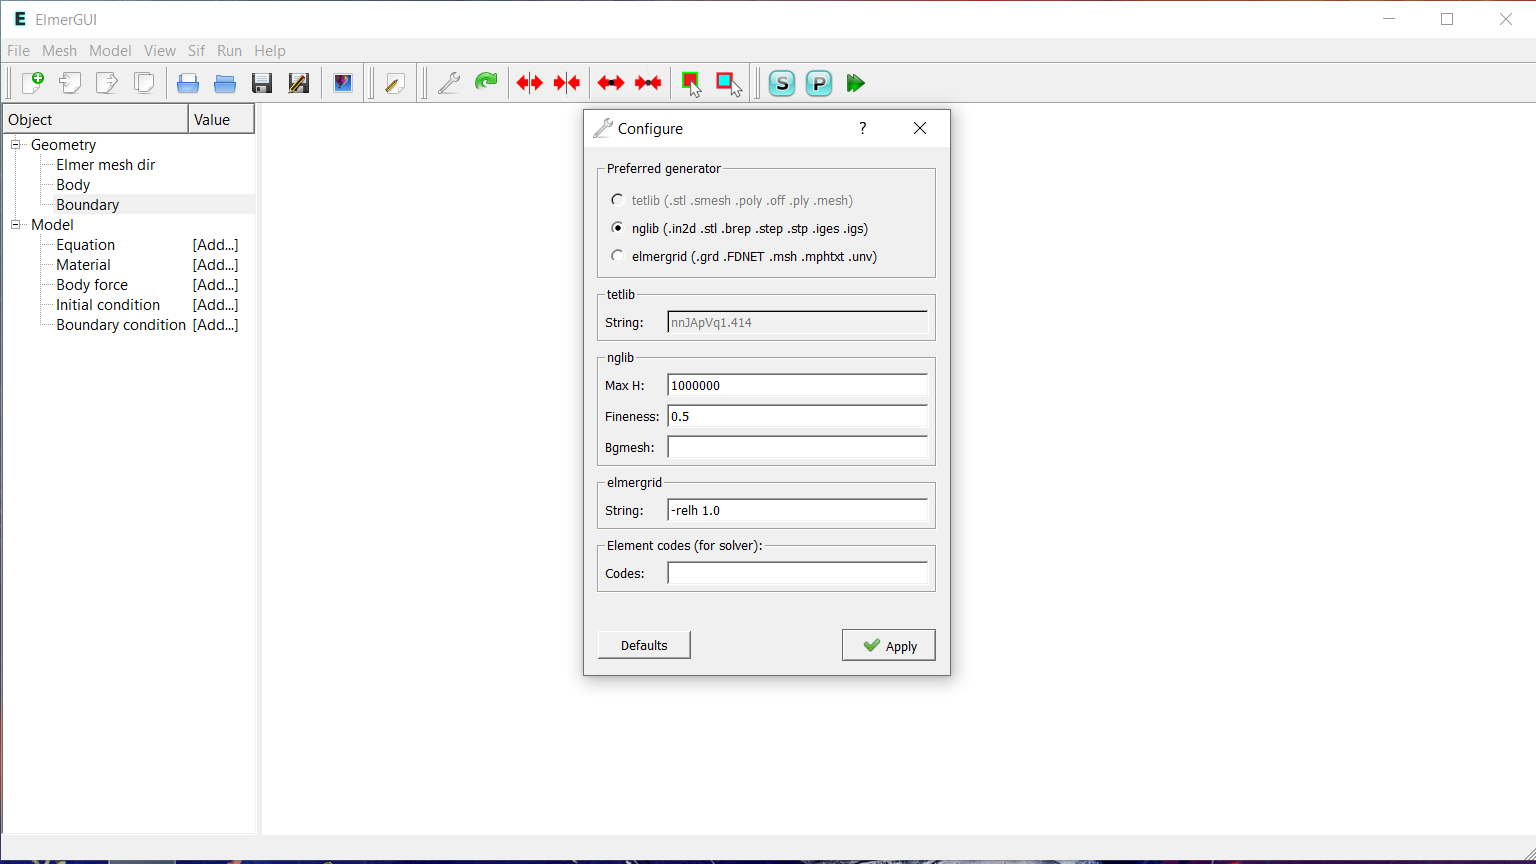 E ElmerGUI
File Mesh Model View Sif Run Help
S P
Object Value
Geometry
Elmer mesh dir
Body
Boundary
Model
Equation [Add...]
Material [Add...]
Body force [Add...]
Initial condition [Add...]
Boundary condition [Add...]
Configure ?
Preferred generator
tetlib (.stl .smesh .poly .off .ply .mesh)
nglib (.in2d .stl .brep .step .stp .iges .igs)
elmergrid (.grd .FDNET .msh .mphtxt .unv)
tetlib
String: nnJApVq1.414
nglib
Max H: 1000000
Fineness: 0.5
Bgmesh:
elmergrid
String: -relh 1.0
Element codes (for solver):
Codes:
Defaults Apply